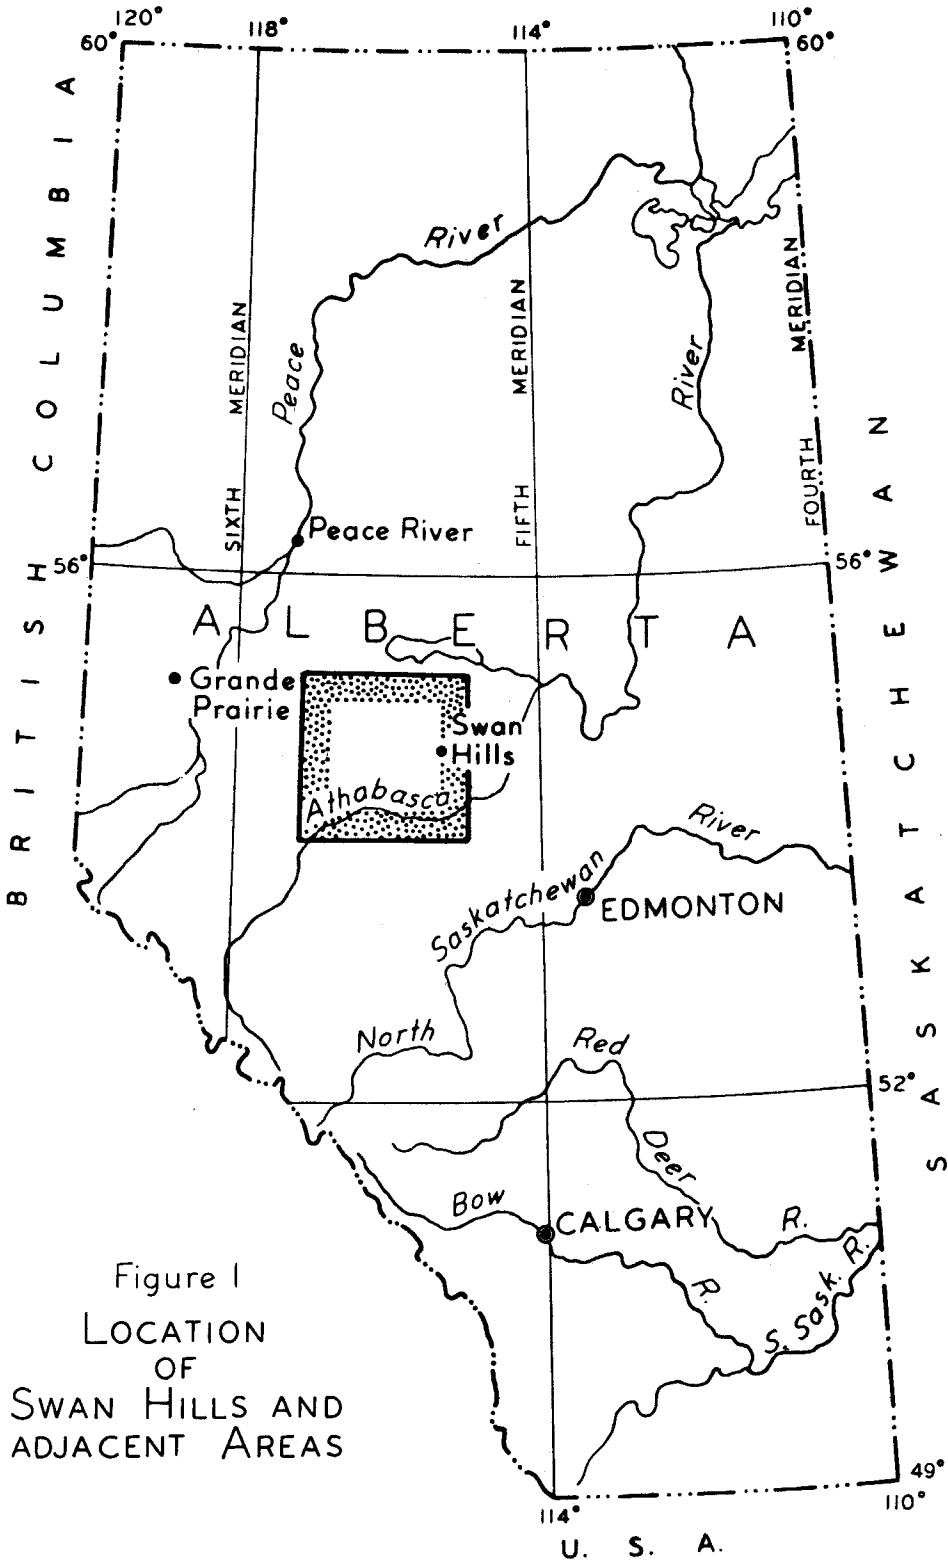 120°
118°
114°
110°
60°
60°
BRITISH COLUMBIA
SASKATCHEWAN
River
Peace
SIXTH MERIDIAN
FIFTH MERIDIAN
FOURTH MERIDIAN
River
Peace River
56°
56°
ALBERTA
Grande
Prairie
Swan
Hills
Athabasca
River
Saskatchewan
EDMONTON
North
Red
52°
Deer
Bow
CALGARY
R.
R.
S. Sask. R.
Figure 1
LOCATION
OF
SWAN HILLS AND
ADJACENT AREAS
49°
110°
114°
U. S. A.